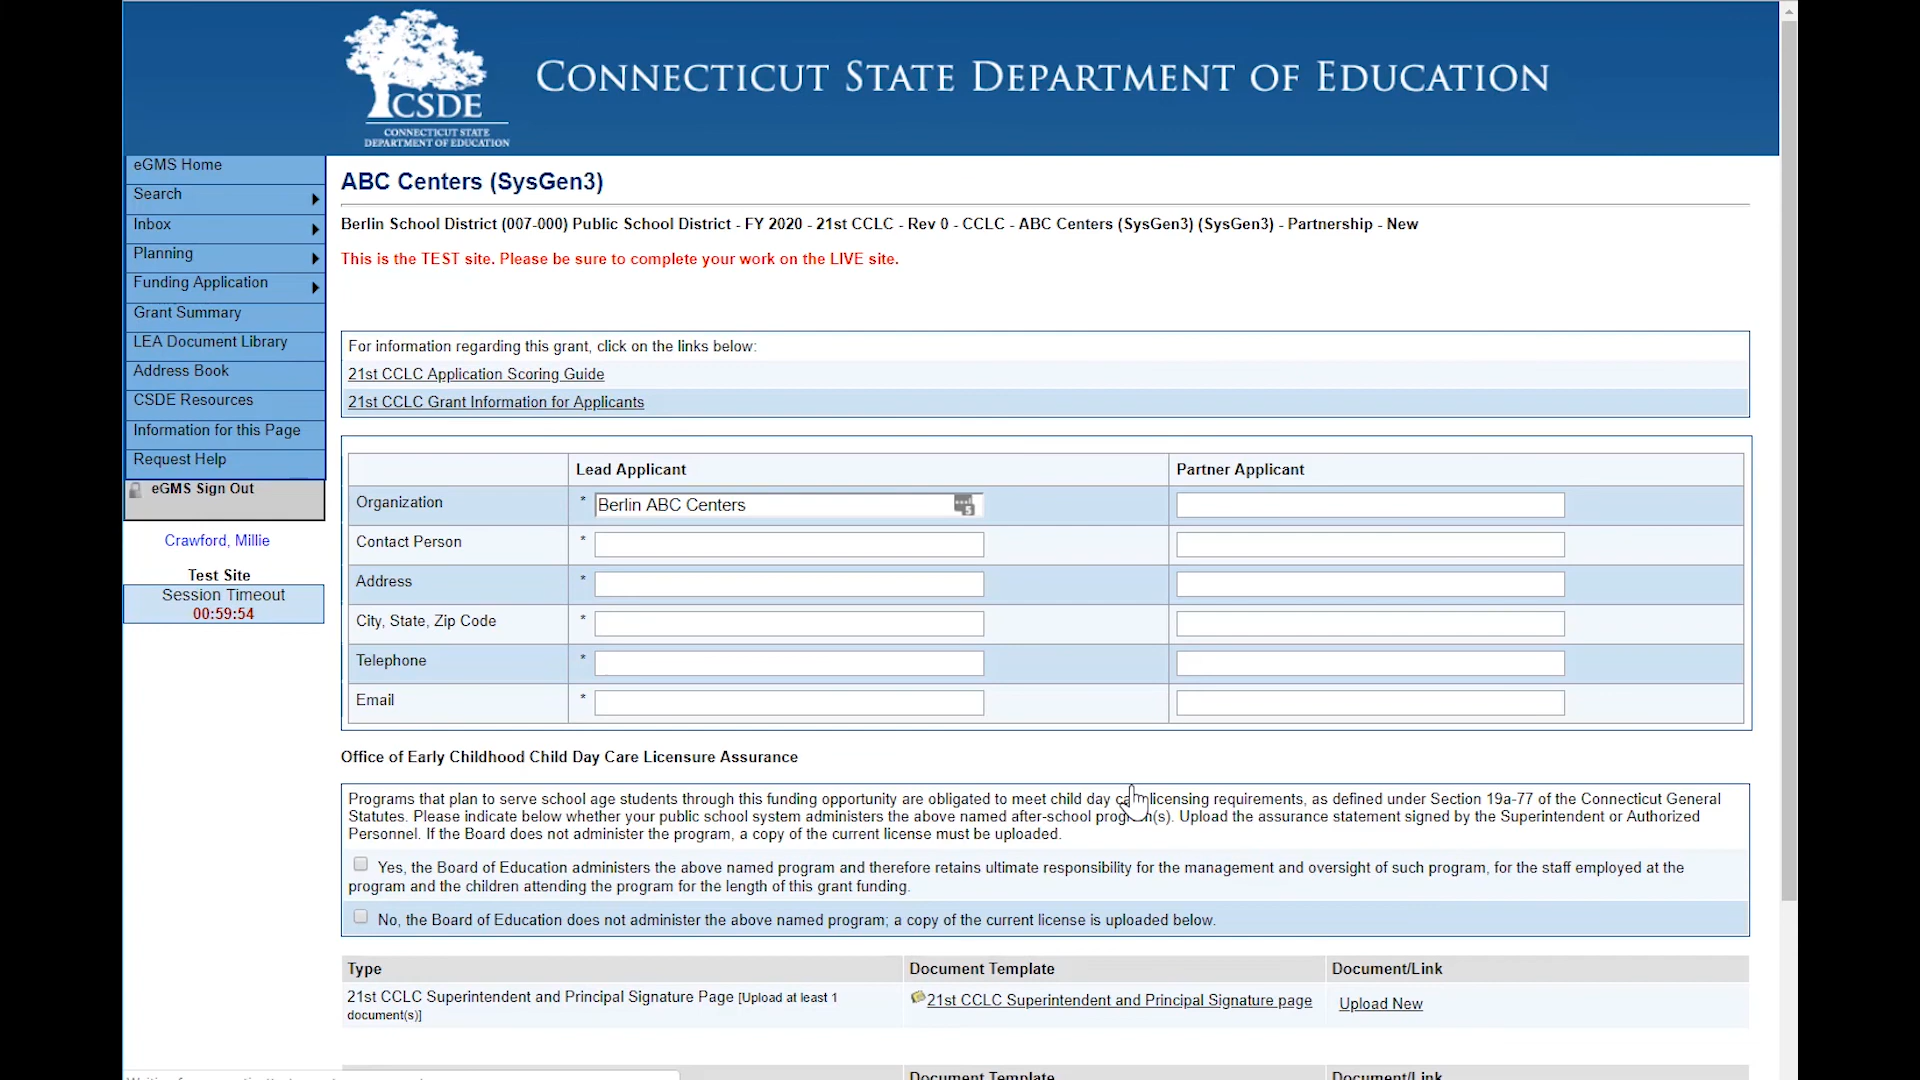 CSDE
CONNECTICUT STATE
DEPARTMENT OF EDUCATION
CONNECTICUT STATE DEPARTMENT OF EDUCATION
eGMS Home
Search
Inbox
Planning
Funding Application
Grant Summary
LEA Document Library
Address Book
CSDE Resources
Information for this Page
Request Help
eGMS Sign Out
Crawford, Millie
Test Site
Session Timeout
00:59:54
ABC Centers (SysGen3)
Berlin School District (007-000) Public School District - FY 2020 - 21st CCLC - Rev 0 - CCLC - ABC Centers (SysGen3) (SysGen3) - Partnership - New
This is the TEST site. Please be sure to complete your work on the LIVE site.
For information regarding this grant, click on the links below:
21st CCLC Application Scoring Guide
21st CCLC Grant Information for Applicants
Lead Applicant Partner Applicant
Organization * Berlin ABC Centers
Contact Person *
Address *
City, State, Zip Code *
Telephone *
Email *
Office of Early Childhood Child Day Care Licensure Assurance
Programs that plan to serve school age students through this funding opportunity are obligated to meet child day care licensing requirements, as defined under Section 19a-77 of the Connecticut General
Statutes. Please indicate below whether your public school system administers the above named after-school program(s). Upload the assurance statement signed by the Superintendent or Authorized
Personnel. If the Board does not administer the program, a copy of the current license must be uploaded.
Yes, the Board of Education administers the above named program and therefore retains ultimate responsibility for the management and oversight of such program, for the staff employed at the
program and the children attending the program for the length of this grant funding.
No, the Board of Education does not administer the above named program; a copy of the current license is uploaded below.
Type Document Template Document/Link
21st CCLC Superintendent and Principal Signature Page [Upload at least 1
document(s)]
21st CCLC Superintendent and Principal Signature page Upload New
Document Template Document/Link